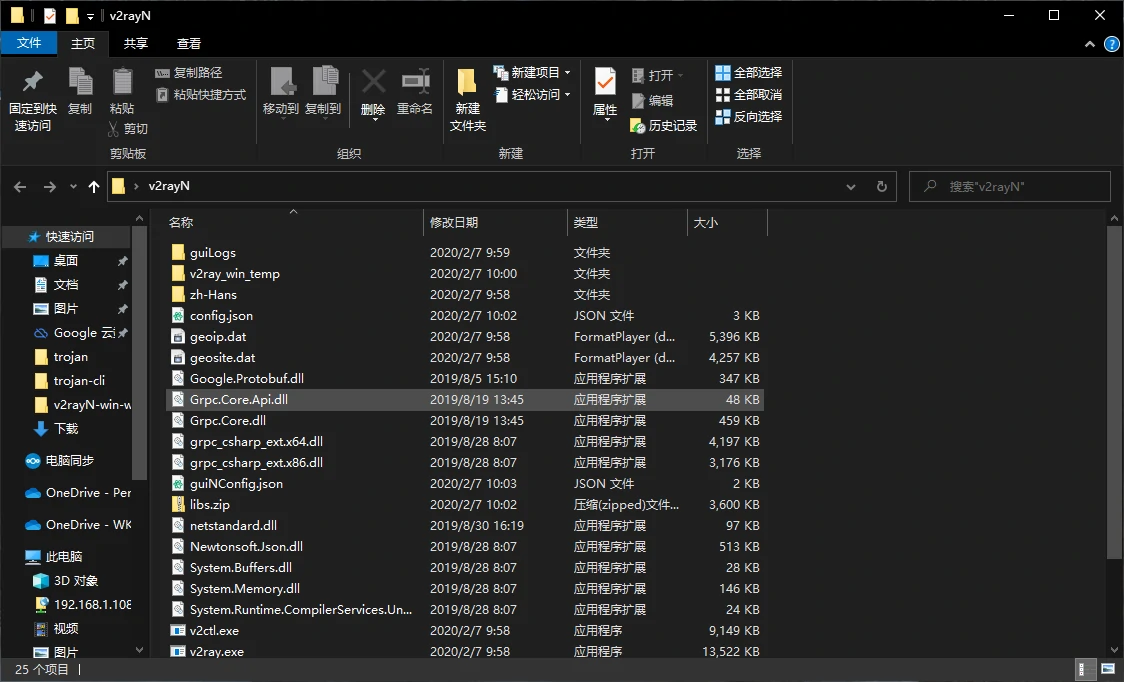 v2rayN
文件 主页 共享 查看
固定到快速访问
复制
粘贴
复制路径
粘贴快捷方式
剪切
剪贴板
移动到
复制到
删除
重命名
组织
新建文件夹
新建项目
轻松访问
新建
属性
打开
编辑
历史记录
打开
全部选择
全部取消
反向选择
选择
v2rayN
搜索"v2rayN"
快速访问
桌面
文档
图片
Google 云
trojan
trojan-cli
v2rayN-win-w
下载
电脑同步
OneDrive - Per
OneDrive - WK
此电脑
3D 对象
192.168.1.108
视频
图片
名称 修改日期 类型 大小
guiLogs 2020/2/7 9:59 文件夹
v2ray_win_temp 2020/2/7 10:00 文件夹
zh-Hans 2020/2/7 9:58 文件夹
config.json 2020/2/7 10:02 JSON 文件 3 KB
geoip.dat 2020/2/7 9:58 FormatPlayer (d... 5,396 KB
geosite.dat 2020/2/7 9:58 FormatPlayer (d... 4,257 KB
Google.Protobuf.dll 2019/8/5 15:10 应用程序扩展 347 KB
Grpc.Core.Api.dll 2019/8/19 13:45 应用程序扩展 48 KB
Grpc.Core.dll 2019/8/19 13:45 应用程序扩展 459 KB
grpc_csharp_ext.x64.dll 2019/8/28 8:07 应用程序扩展 4,197 KB
grpc_csharp_ext.x86.dll 2019/8/28 8:07 应用程序扩展 3,176 KB
guiNConfig.json 2020/2/7 10:03 JSON 文件 2 KB
libs.zip 2020/2/7 10:02 压缩(zipped)文件... 3,600 KB
netstandard.dll 2019/8/30 16:19 应用程序扩展 97 KB
Newtonsoft.Json.dll 2019/8/28 8:07 应用程序扩展 513 KB
System.Buffers.dll 2019/8/28 8:07 应用程序扩展 28 KB
System.Memory.dll 2019/8/28 8:07 应用程序扩展 146 KB
System.Runtime.CompilerServices.Un... 2019/8/28 8:07 应用程序扩展 24 KB
v2ctl.exe 2020/2/7 9:58 应用程序 9,149 KB
v2ray.exe 2020/2/7 9:58 应用程序 13,522 KB
25 个项目